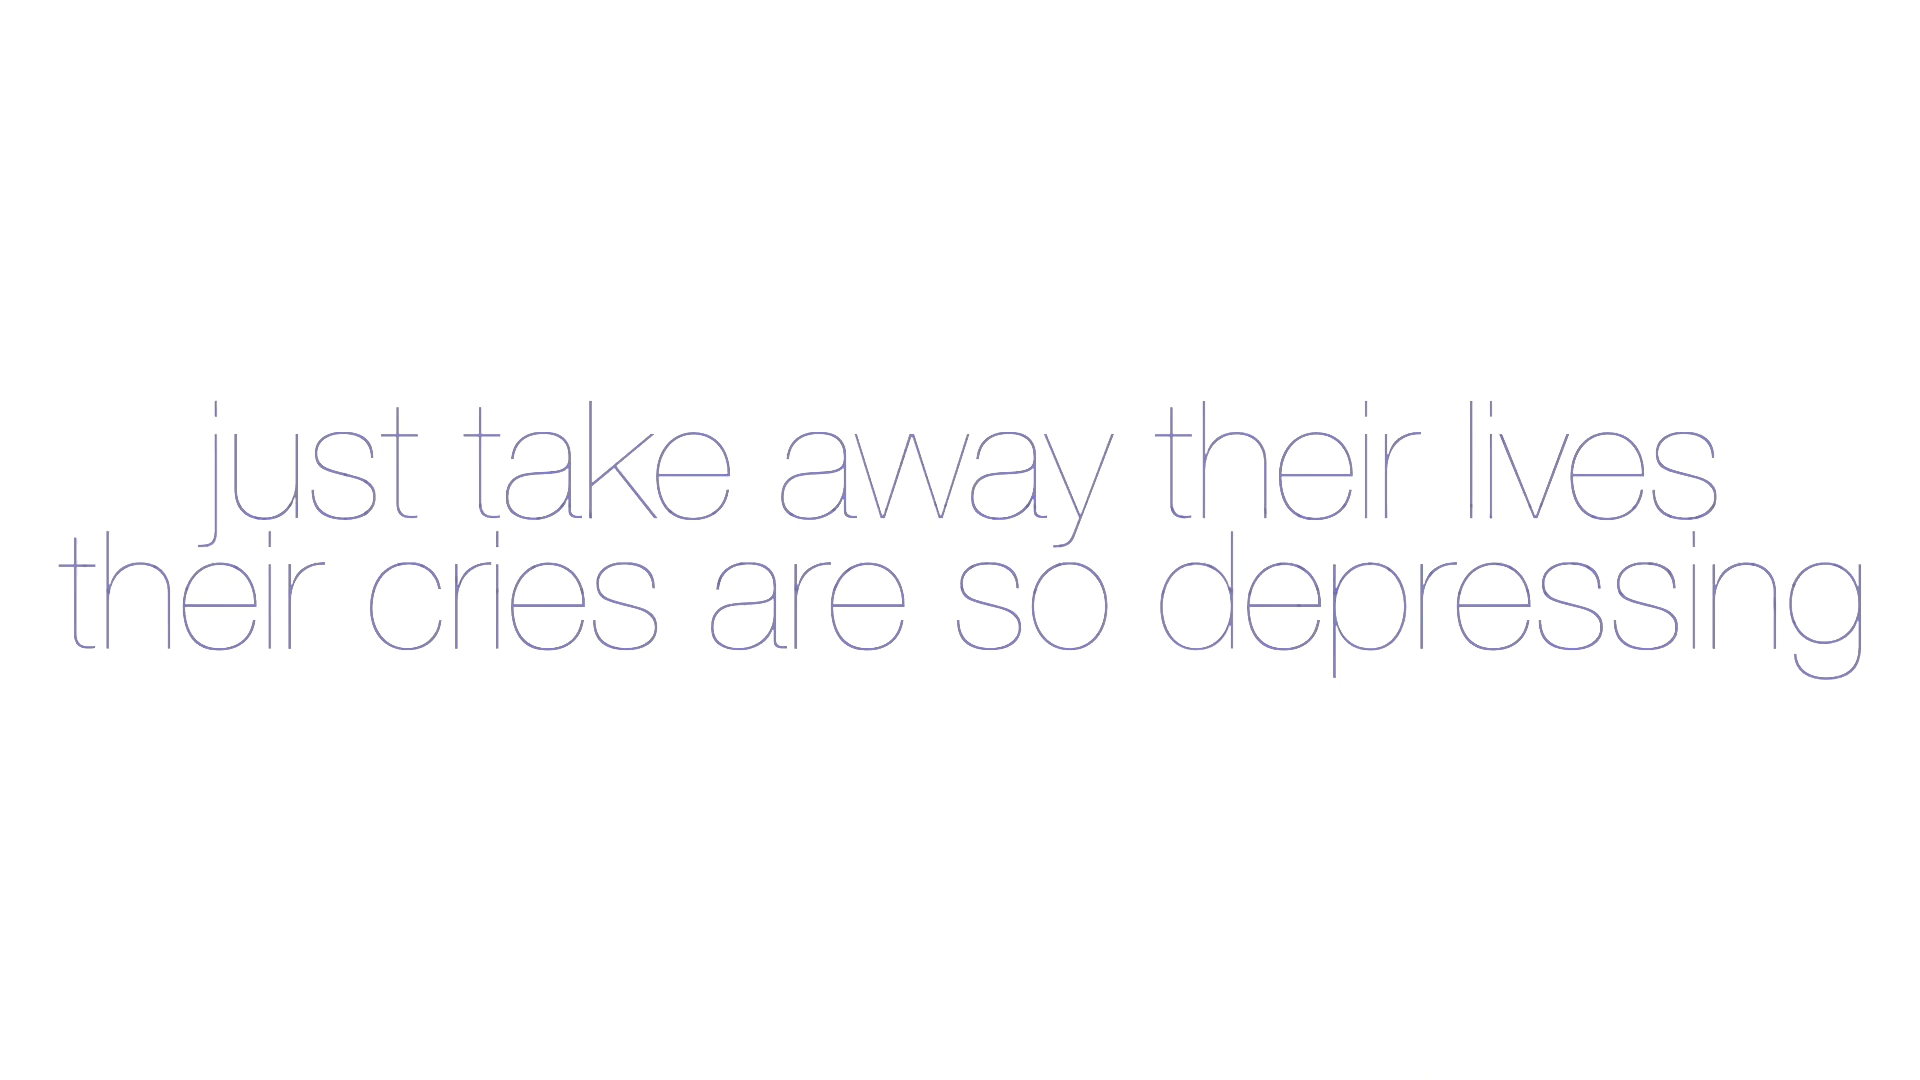 just take away their lives
their cries are so depressing